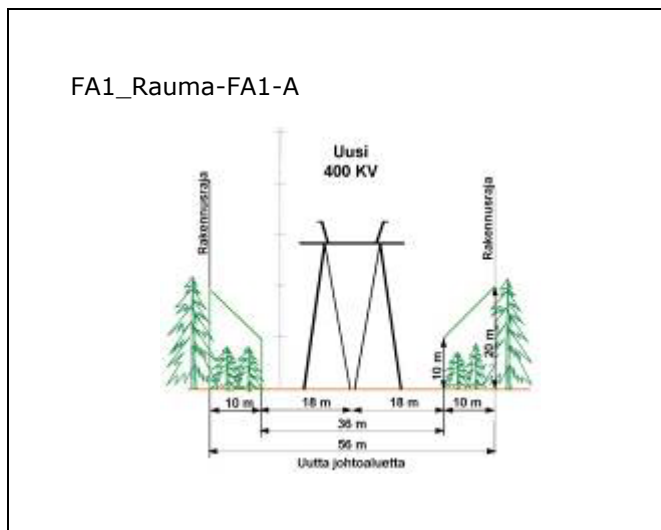 FA1_Rauma-FA1-A
Uusi
400 KV
Rakennusraja
Rakennusraja
10 m
20 m
10 m
18 m
18 m
10 m
36 m
56 m
Uutta johtoaluetta